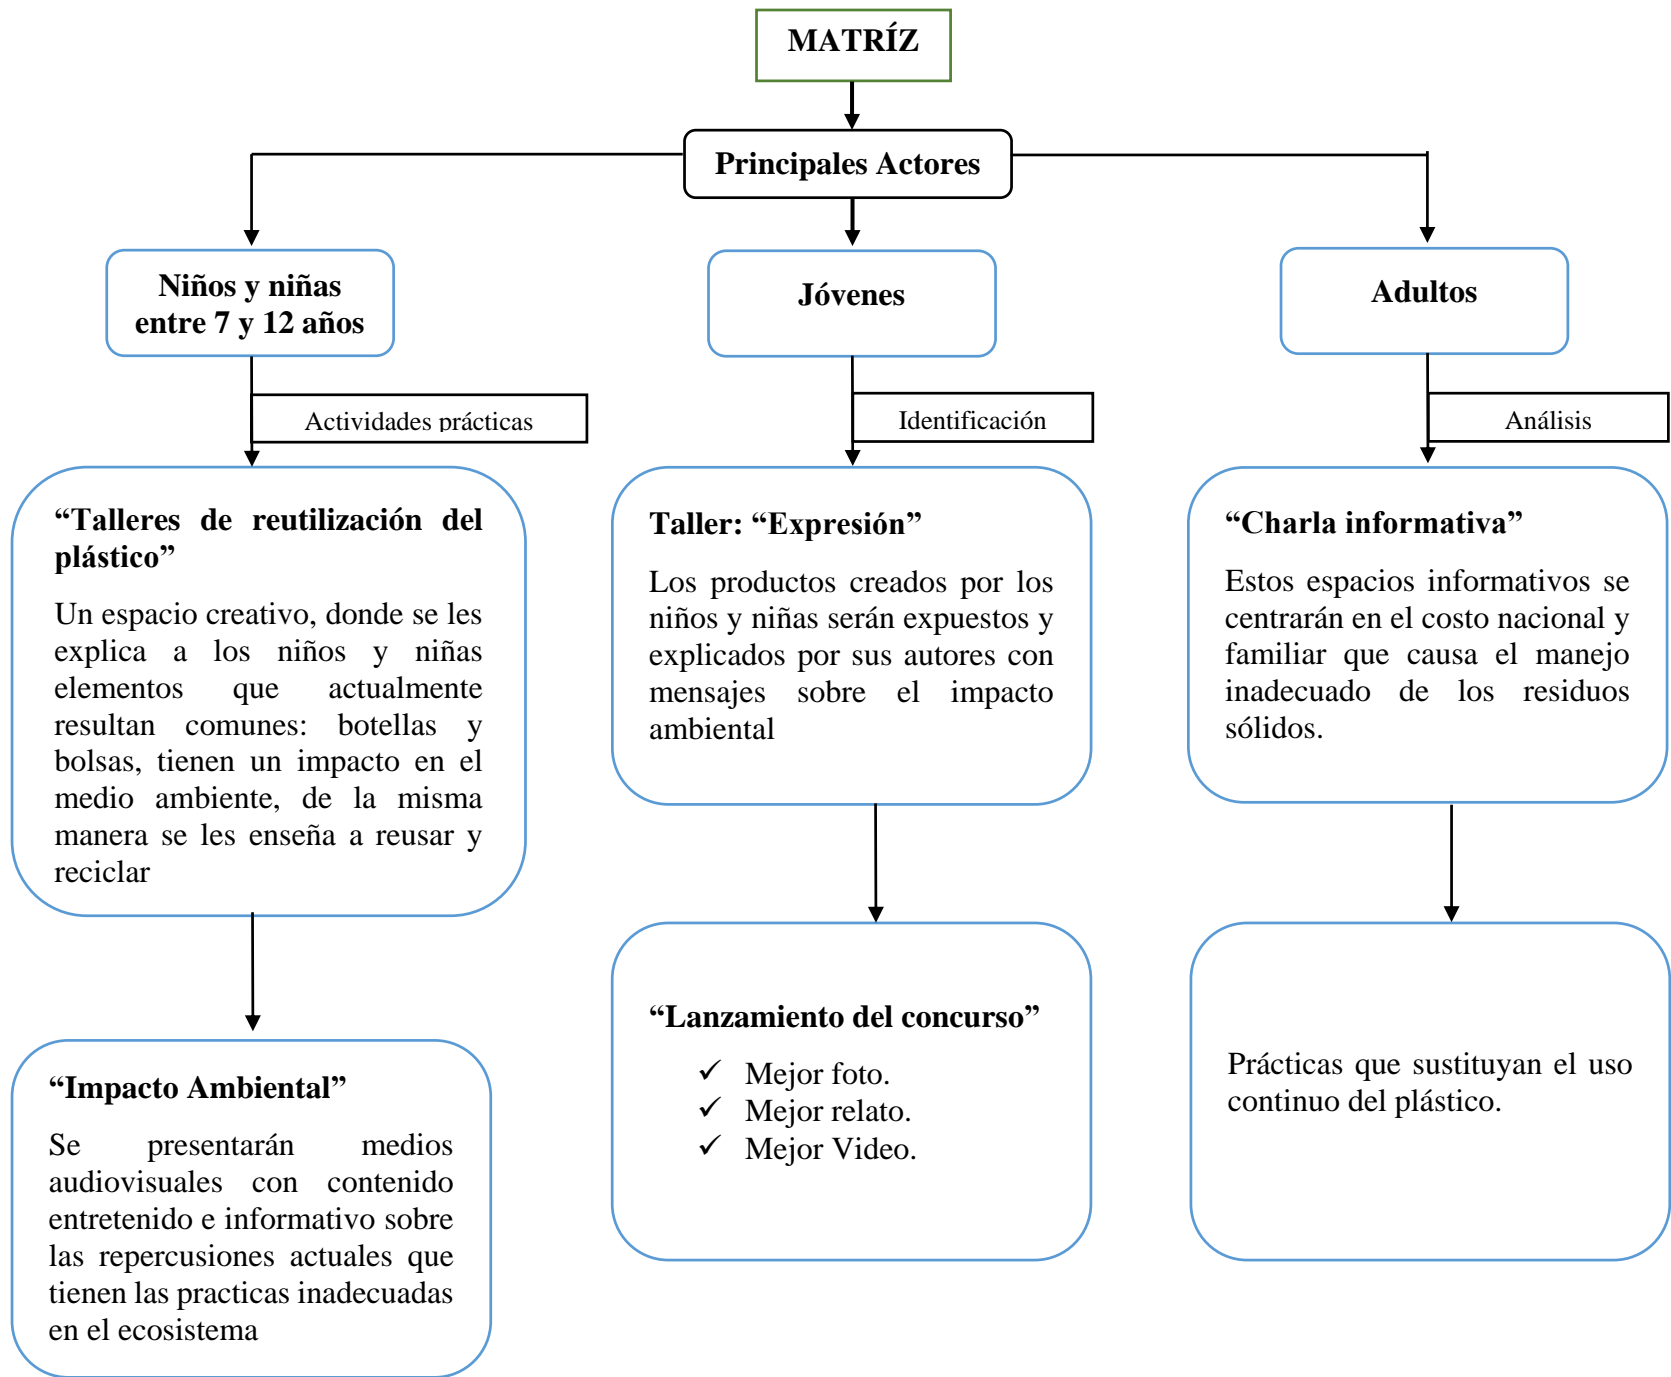 MATRÍZ
Principales Actores
Niños y niñas
entre 7 y 12 años
Jóvenes
Adultos
Actividades prácticas
Identificación
Análisis
“Talleres de reutilización del
plástico”
Un espacio creativo, donde se les
explica a los niños y niñas
elementos que actualmente
resultan comunes: botellas y
bolsas, tienen un impacto en el
medio ambiente, de la misma
manera se les enseña a reusar y
reciclar
Taller: “Expresión”
Los productos creados por los
niños y niñas serán expuestos y
explicados por sus autores con
mensajes sobre el impacto
ambiental
“Charla informativa”
Estos espacios informativos se
centrarán en el costo nacional y
familiar que causa el manejo
inadecuado de los residuos
sólidos.
“Impacto Ambiental”
Se presentarán medios
audiovisuales con contenido
entretenido e informativo sobre
las repercusiones actuales que
tienen las practicas inadecuadas
en el ecosistema
“Lanzamiento del concurso”
✓ Mejor foto.
✓ Mejor relato.
✓ Mejor Video.
Prácticas que sustituyan el uso
continuo del plástico.